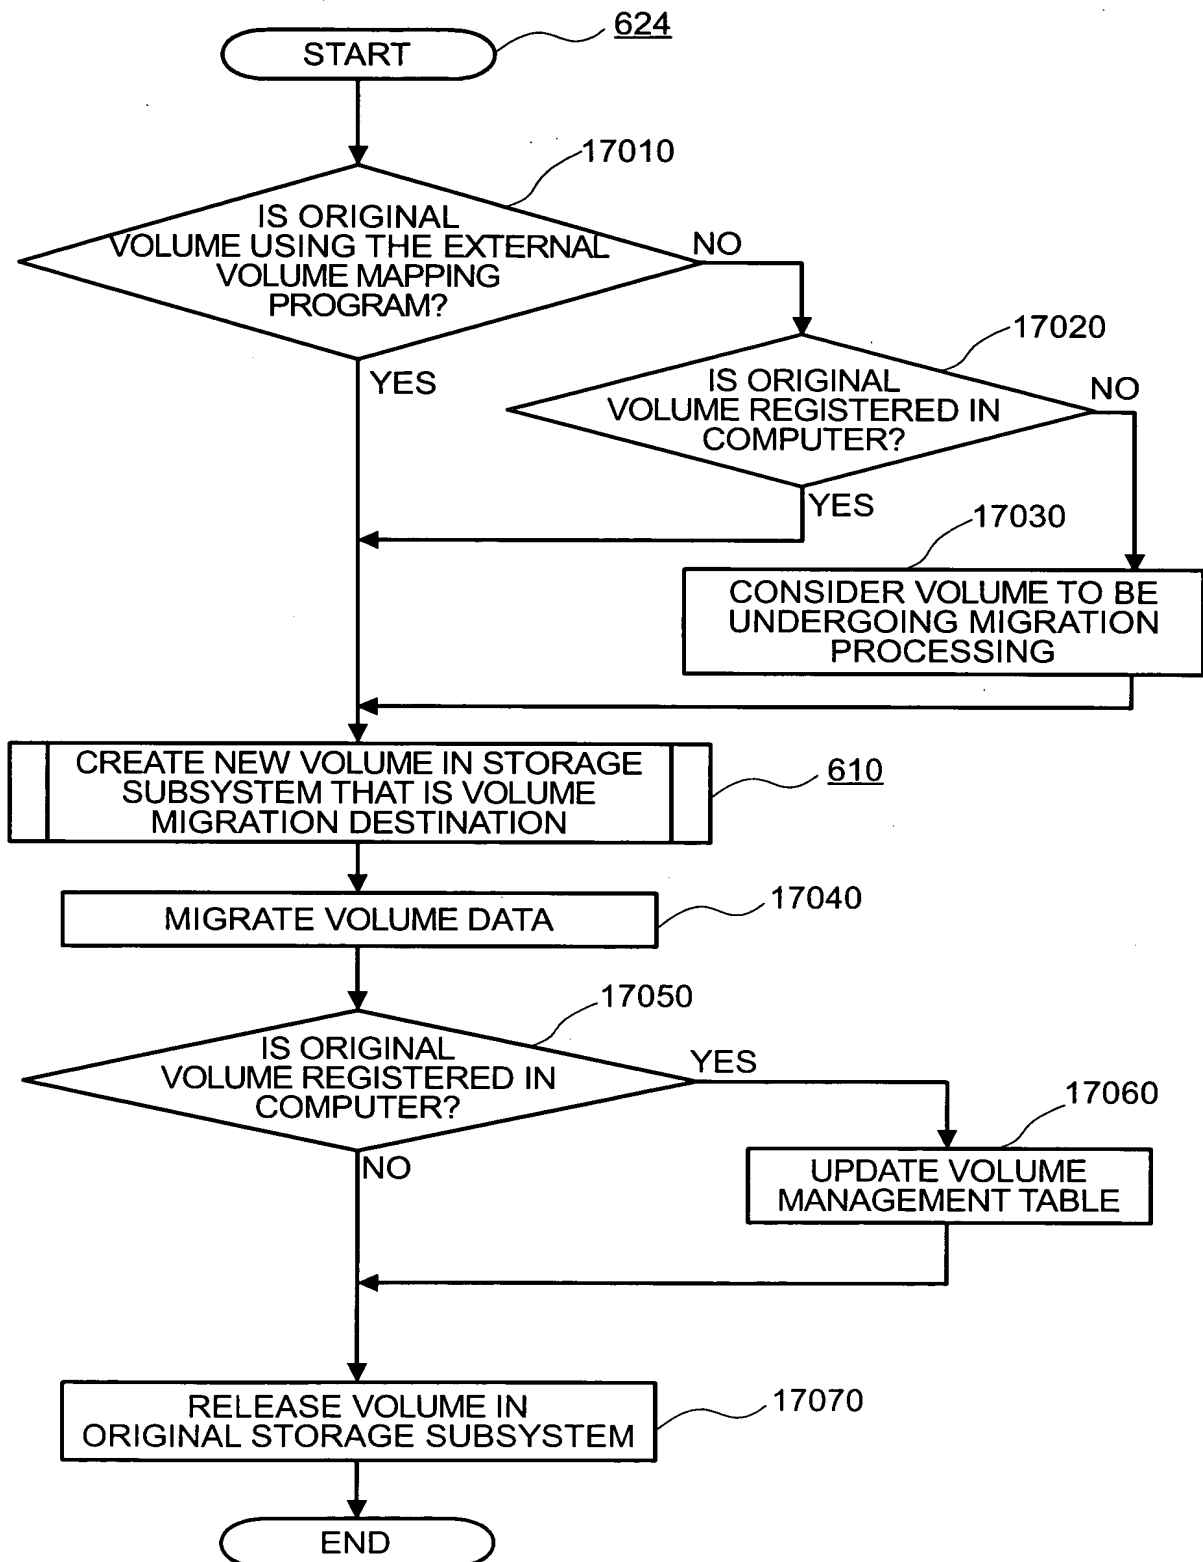 624
START
17010
IS ORIGINAL
VOLUME USING THE EXTERNAL
VOLUME MAPPING
PROGRAM?
NO
YES
17020
IS ORIGINAL
VOLUME REGISTERED IN
COMPUTER?
NO
YES
17030
CONSIDER VOLUME TO BE
UNDERGOING MIGRATION
PROCESSING
CREATE NEW VOLUME IN STORAGE
SUBSYSTEM THAT IS VOLUME
MIGRATION DESTINATION
610
MIGRATE VOLUME DATA
17040
17050
IS ORIGINAL
VOLUME REGISTERED IN
COMPUTER?
YES
NO
17060
UPDATE VOLUME
MANAGEMENT TABLE
RELEASE VOLUME IN
ORIGINAL STORAGE SUBSYSTEM
17070
END